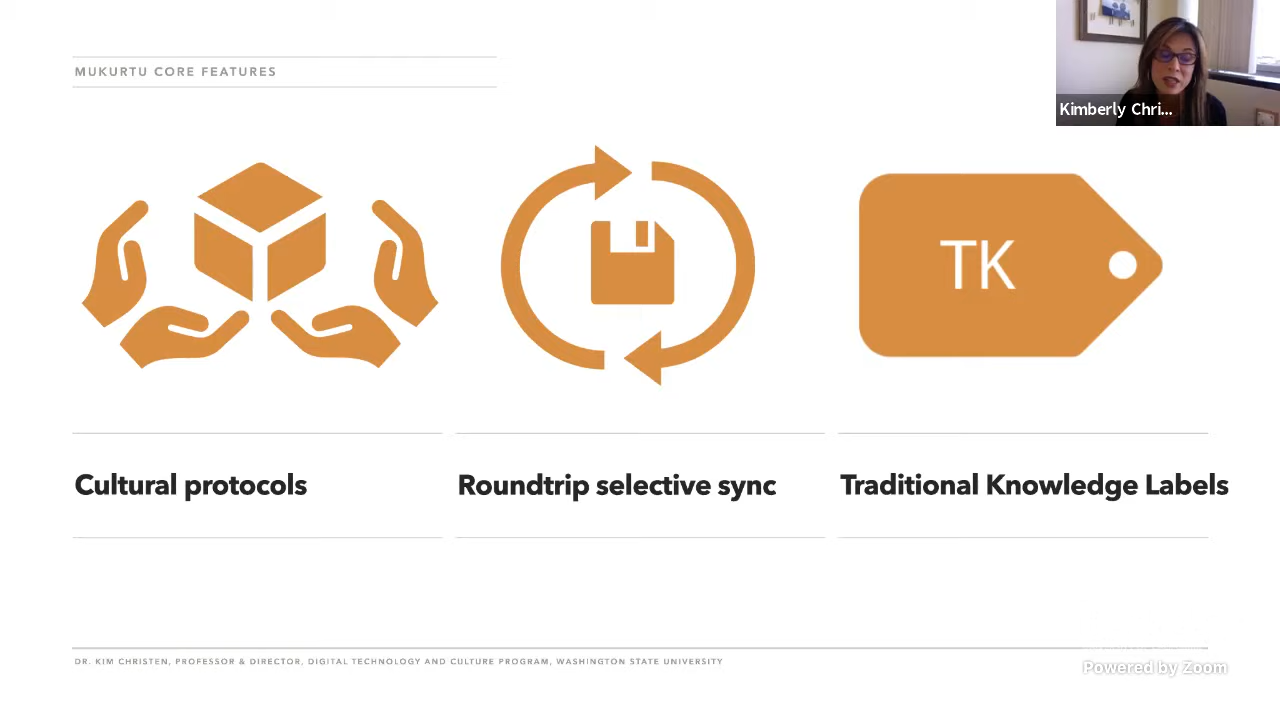 MUKURTU CORE FEATURES
Kimberly Chri...
TK
Cultural protocols
Roundtrip selective sync
Traditional Knowledge Labels
DR. KIM CHRISTEN, PROFESSOR & DIRECTOR, DIGITAL TECHNOLOGY AND CULTURE PROGRAM, WASHINGTON STATE UNIVERSITY
Powered by Zoom